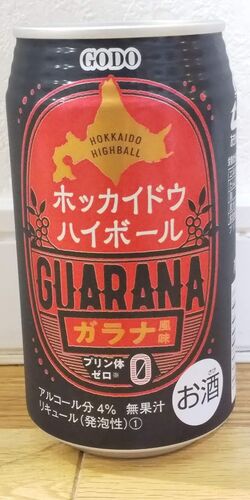 GODO
HOKKAIDO
HIGHBALL
ホッカイドウ
ハイボール
GUARANA
ガラナ風味
プリン体
ゼロ※ 0
お酒
アルコール分4% 無果汁
リキュール(発泡性)①